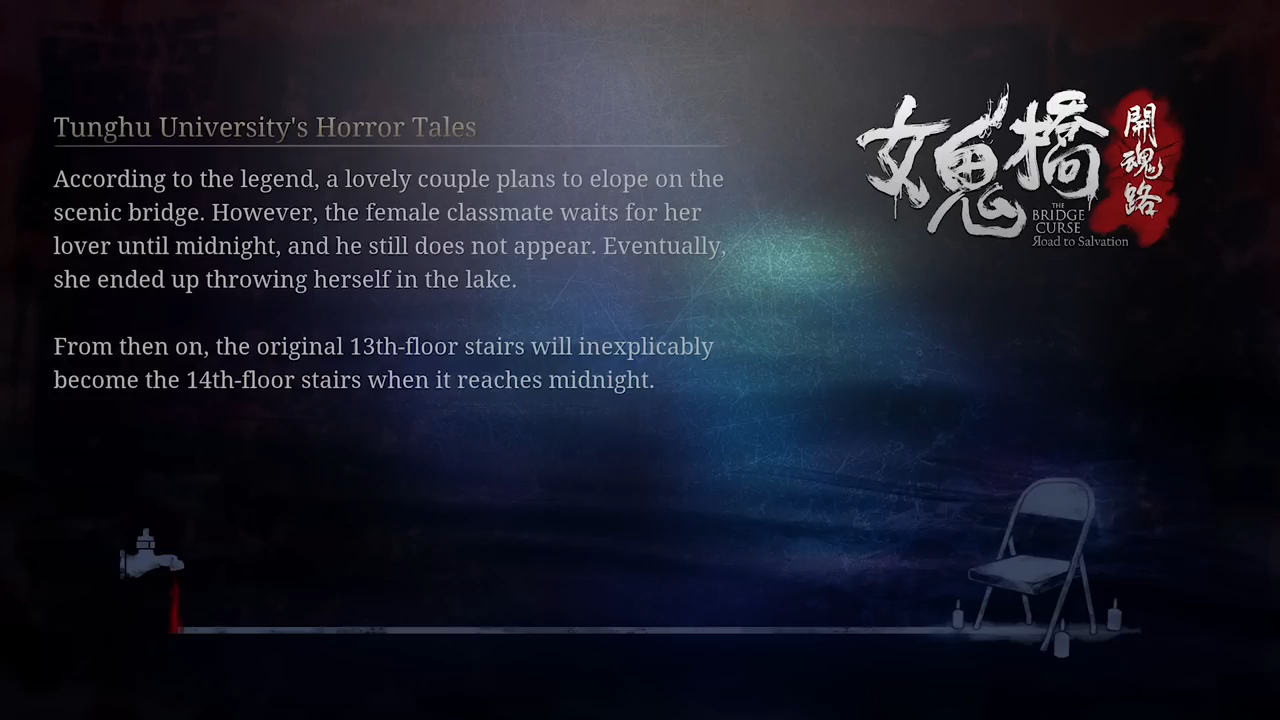 Tunghu University's Horror Tales
According to the legend, a lovely couple plans to elope on the
scenic bridge. However, the female classmate waits for her
lover until midnight, and he still does not appear. Eventually,
she ended up throwing herself in the lake.
From then on, the original 13th-floor stairs will inexplicably
become the 14th-floor stairs when it reaches midnight.
女鬼橋
開魂路
THE
BRIDGE
CURSE
Road to Salvation